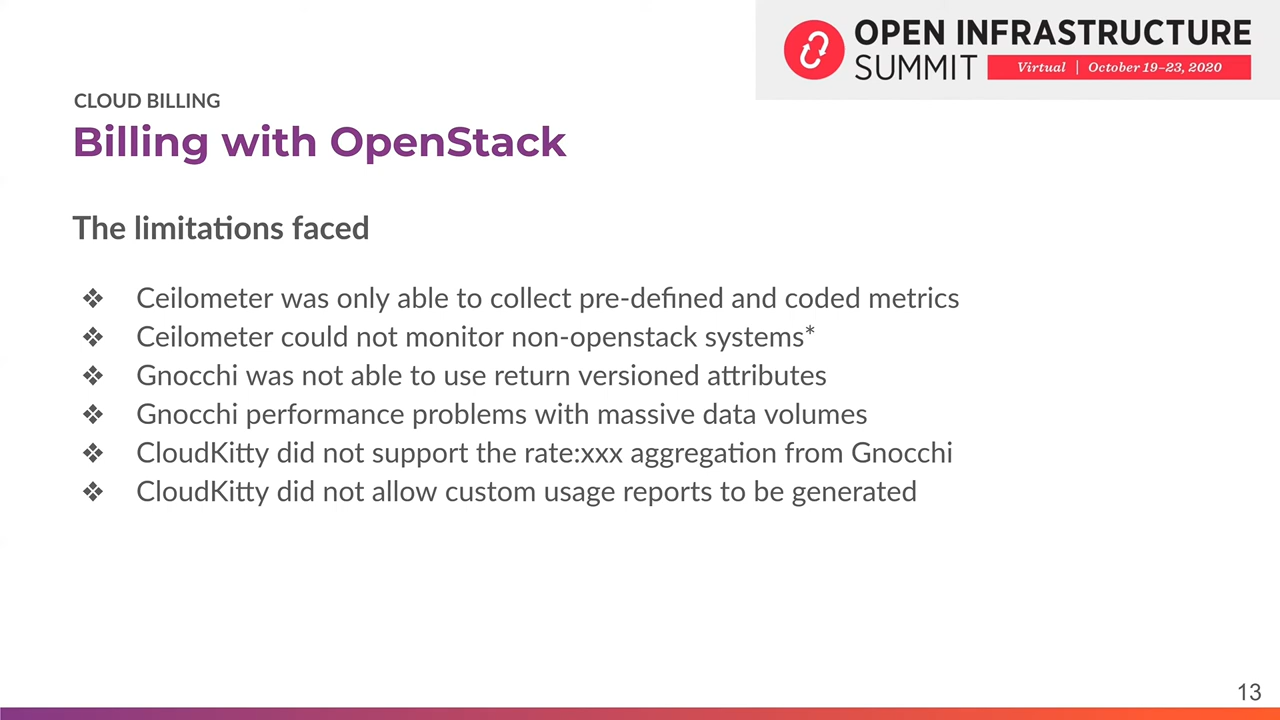 OPEN INFRASTRUCTURE
SUMMIT Virtual | October 19–23, 2020
CLOUD BILLING
Billing with OpenStack
The limitations faced
❖ Ceilometer was only able to collect pre-defined and coded metrics
❖ Ceilometer could not monitor non-openstack systems*
❖ Gnocchi was not able to use return versioned attributes
❖ Gnocchi performance problems with massive data volumes
❖ CloudKitty did not support the rate:xxx aggregation from Gnocchi
❖ CloudKitty did not allow custom usage reports to be generated
13